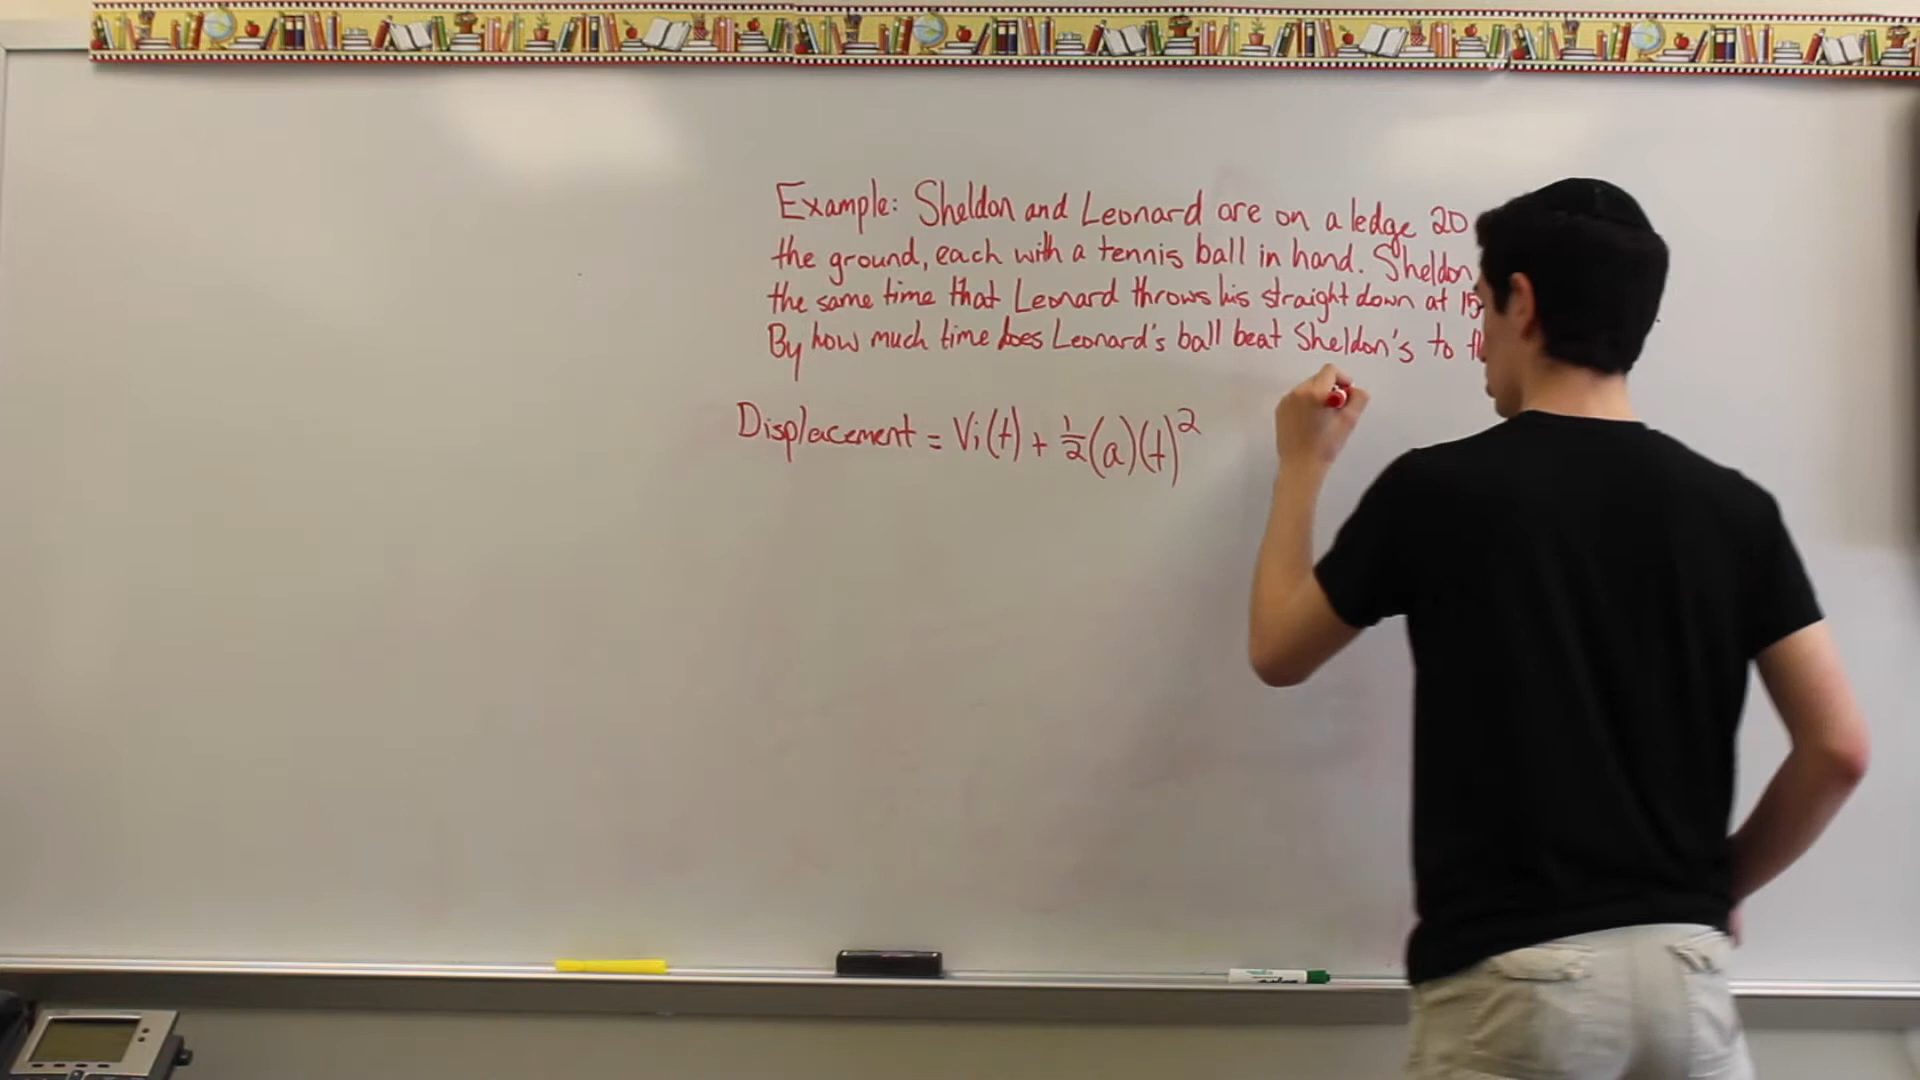 Example: Sheldon and Leonard are on a ledge 20
the ground, each with a tennis ball in hand. Sheldon
the same time that Leonard throws his straight down at 15
By how much time does Leonard's ball beat Sheldon's to
Displacement = Vi(t) + 1/2(a)(t)²